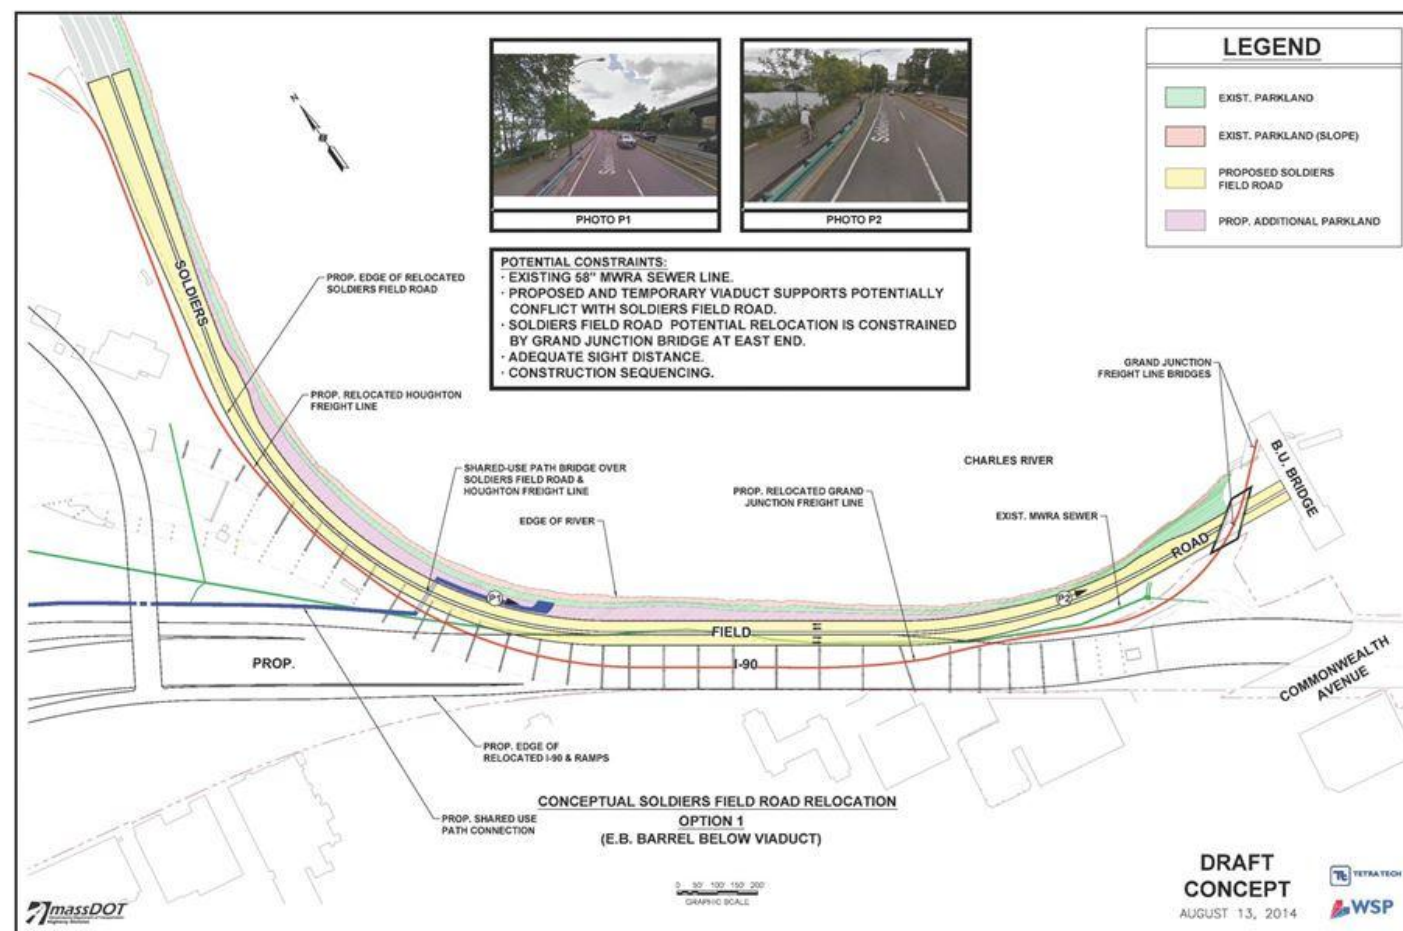 LEGEND
EXIST. PARKLAND
EXIST. PARKLAND (SLOPE)
PROPOSED SOLDIERS
FIELD ROAD
PROP. ADDITIONAL PARKLAND
N
PHOTO P1
PHOTO P2
POTENTIAL CONSTRAINTS:
· EXISTING 58" MWRA SEWER LINE.
· PROPOSED AND TEMPORARY VIADUCT SUPPORTS POTENTIALLY
CONFLICT WITH SOLDIERS FIELD ROAD.
· SOLDIERS FIELD ROAD POTENTIAL RELOCATION IS CONSTRAINED
BY GRAND JUNCTION BRIDGE AT EAST END.
· ADEQUATE SIGHT DISTANCE.
· CONSTRUCTION SEQUENCING.
SOLDIERS
PROP. EDGE OF RELOCATED
SOLDIERS FIELD ROAD
PROP. RELOCATED HOUGHTON
FREIGHT LINE
GRAND JUNCTION
FREIGHT LINE BRIDGES
SHARED-USE PATH BRIDGE OVER
SOLDIERS FIELD ROAD &
HOUGHTON FREIGHT LINE
EDGE OF RIVER
CHARLES RIVER
PROP. RELOCATED GRAND
JUNCTION FREIGHT LINE
EXIST. MWRA SEWER
B.U. BRIDGE
ROAD
P1
P2
FIELD
PROP.
I-90
COMMONWEALTH
AVENUE
PROP. EDGE OF
RELOCATED I-90 & RAMPS
PROP. SHARED USE
PATH CONNECTION
CONCEPTUAL SOLDIERS FIELD ROAD RELOCATION
OPTION 1
(E.B. BARREL BELOW VIADUCT)
0 50' 100' 150' 200'
GRAPHIC SCALE
DRAFT
CONCEPT
AUGUST 13, 2014
TETRA TECH
WSP
massDOT
Highway Division